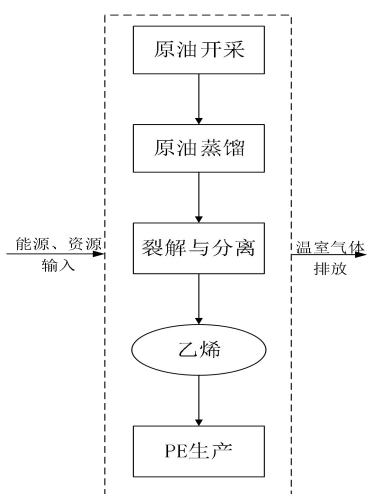 原油开采
原油蒸馏
能源、资源
输入
裂解与分离
温室气体
排放
乙烯
PE生产